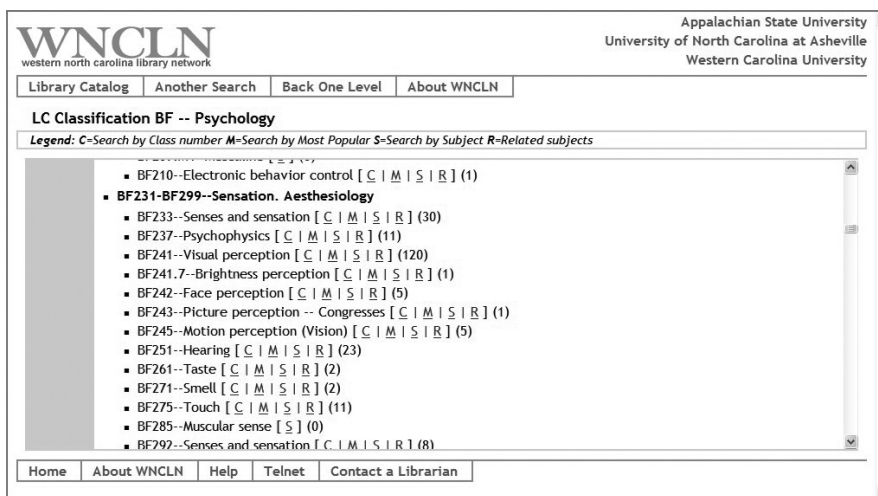 WNCLN
western north carolina library network
Appalachian State University
University of North Carolina at Asheville
Western Carolina University
Library Catalog Another Search Back One Level About WNCLN
LC Classification BF -- Psychology
Legend: C=Search by Class number M=Search by Most Popular S=Search by Subject R=Related subjects
BF210--Electronic behavior control [ C | M | S | R ] (1)
BF231-BF299--Sensation. Aesthesiology
BF233--Senses and sensation [ C | M | S | R ] (30)
BF237--Psychophysics [ C | M | S | R ] (11)
BF241--Visual perception [ C | M | S | R ] (120)
BF241.7--Brightness perception [ C | M | S | R ] (1)
BF242--Face perception [ C | M | S | R ] (5)
BF243--Picture perception -- Congresses [ C | M | S | R ] (1)
BF245--Motion perception (Vision) [ C | M | S | R ] (5)
BF251--Hearing [ C | M | S | R ] (23)
BF261--Taste [ C | M | S | R ] (2)
BF271--Smell [ C | M | S | R ] (2)
BF275--Touch [ C | M | S | R ] (11)
BF285--Muscular sense [ S ] (0)
BF292--Senses and sensation [ C | M | S | R ] (8)
Home About WNCLN Help Telnet Contact a Librarian